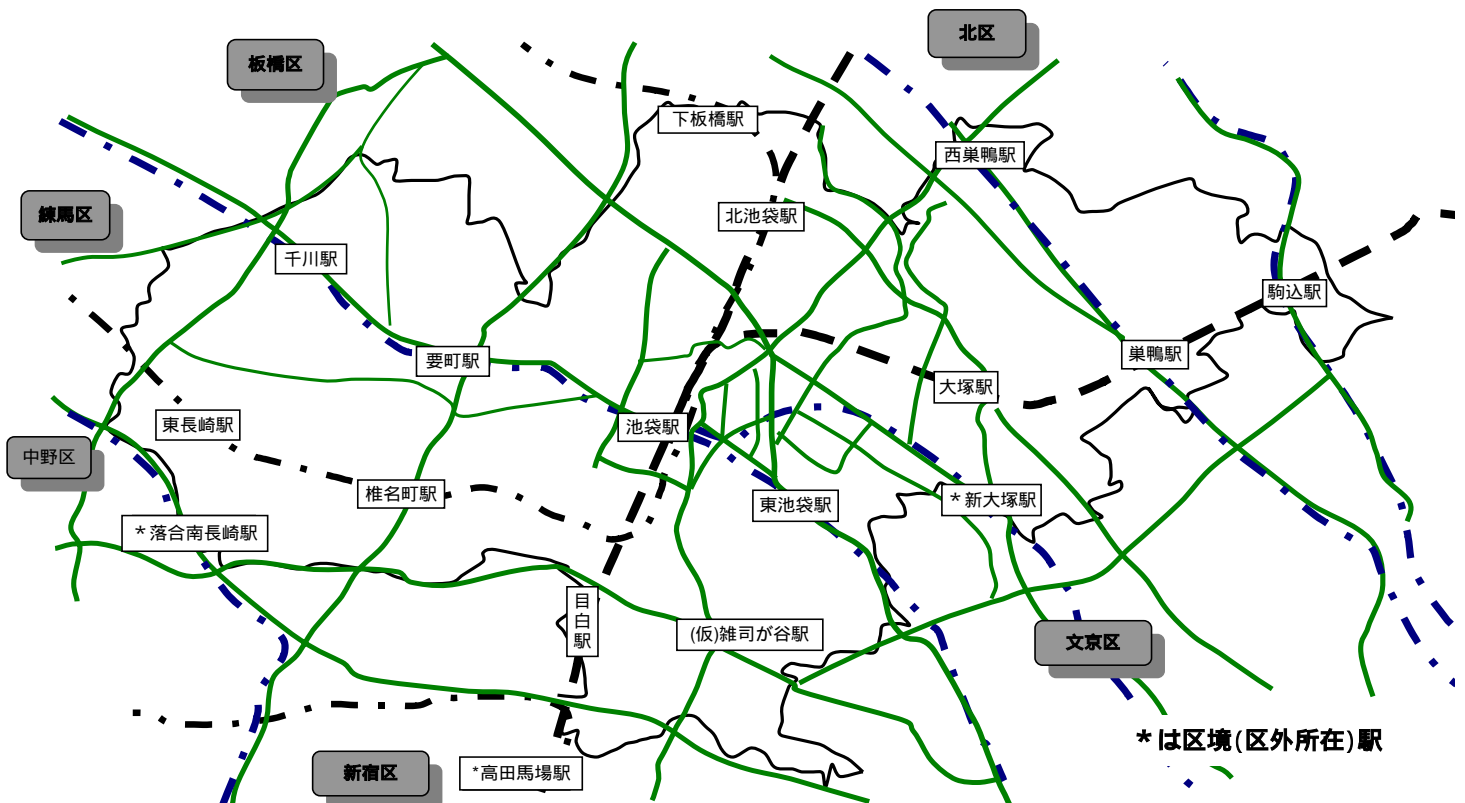 北区
板橋区
下板橋駅
西巣鴨駅
練馬区
北池袋駅
千川駅
駒込駅
要町駅
巣鴨駅
大塚駅
東長崎駅
池袋駅
中野区
椎名町駅
東池袋駅
*新大塚駅
*落合南長崎駅
目白駅
(仮)雑司が谷駅
文京区
*は区境(区外所在)駅
新宿区
*高田馬場駅